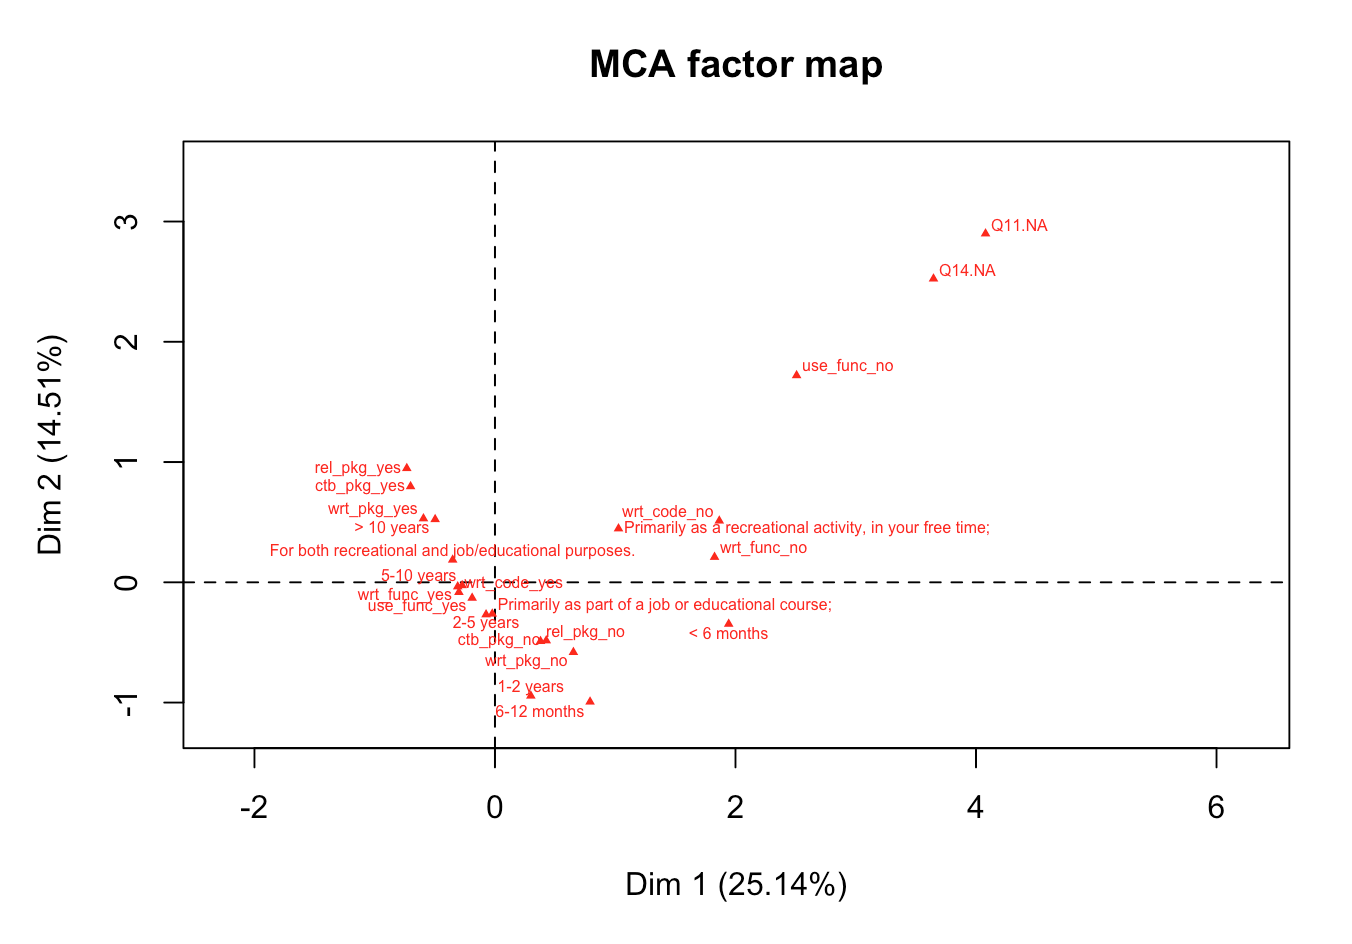 MCA factor map
Dim 2 (14.51%)
3
2
1
0
-1
Q11.NA
Q14.NA
use_func_no
rel_pkg_yes
ctb_pkg_yes
wrt_pkg_yes
> 10 years
wrt_code_no
Primarily as a recreational activity, in your free time;
wrt_func_no
For both recreational and job/educational purposes.
5-10 years
wrt_code_yes
wrt_func_yes
use_func_yes
Primarily as part of a job or educational course;
2-5 years
< 6 months
rel_pkg_no
ctb_pkg_no
wrt_pkg_no
1-2 years
6-12 months
-2
0
2
4
6
Dim 1 (25.14%)